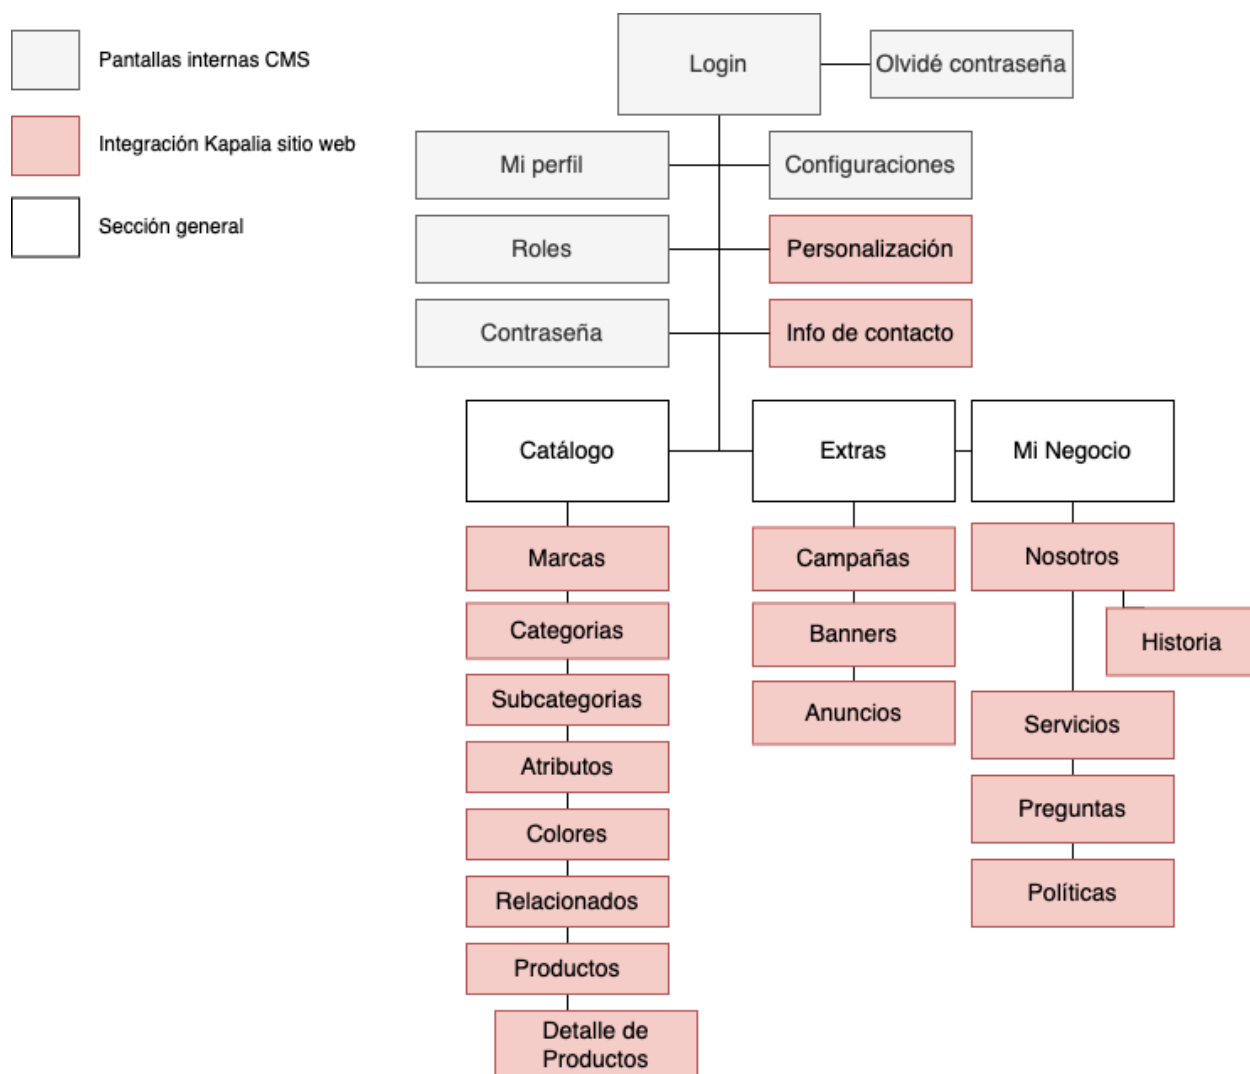 Pantallas internas CMS
Integración Kapalia sitio web
Sección general
Login
Olvidé contraseña
Mi perfil
Configuraciones
Roles
Personalización
Contraseña
Info de contacto
Catálogo
Extras
Mi Negocio
Marcas
Campañas
Nosotros
Categorias
Banners
Historia
Subcategorias
Anuncios
Servicios
Atributos
Preguntas
Colores
Políticas
Relacionados
Productos
Detalle de
Productos